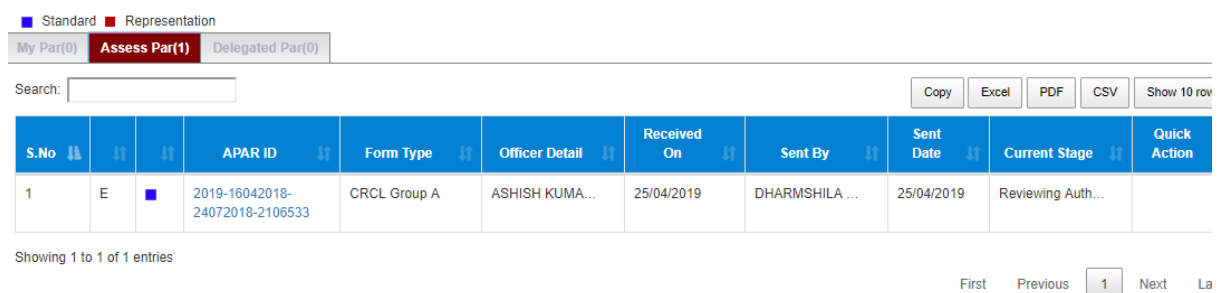 Standard Representation
My Par(0) Assess Par(1) Delegated Par(0)
Search: Copy Excel PDF CSV Show 10 row
S.No APAR ID Form Type Officer Detail Received On Sent By Sent Date Current Stage Quick Action
1 E 2019-16042018-24072018-2106533 CRCL Group A ASHISH KUMA... 25/04/2019 DHARMSHILA ... 25/04/2019 Reviewing Auth...
Showing 1 to 1 of 1 entries
First Previous 1 Next La